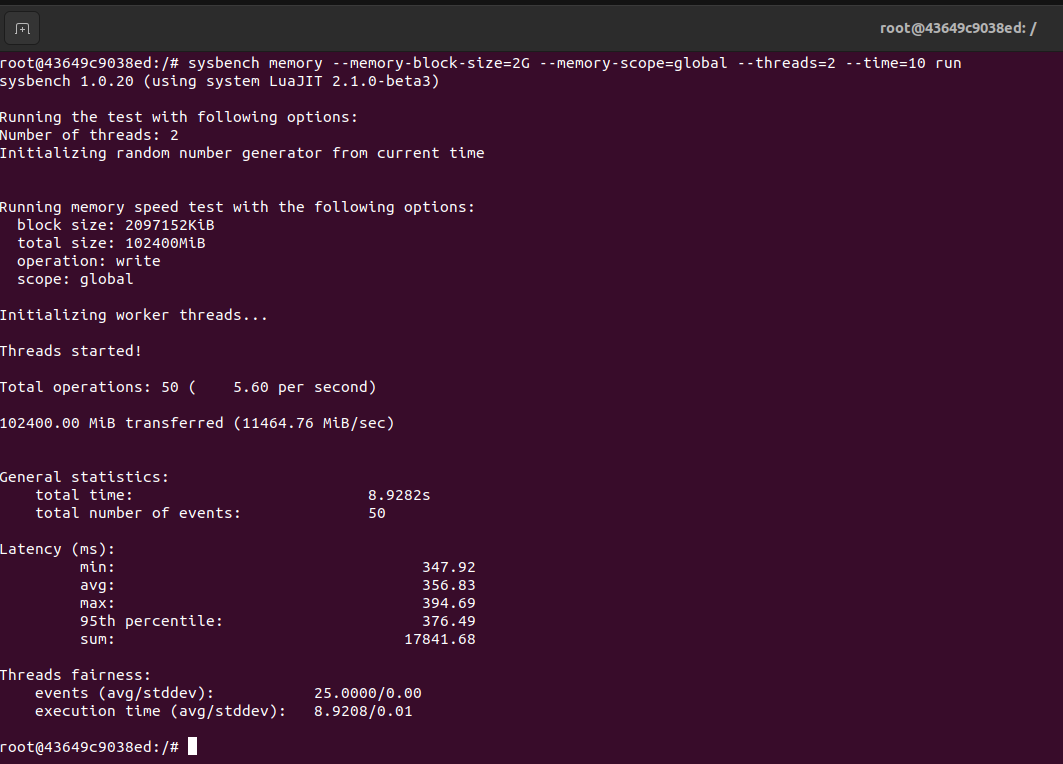 root@43649c9038ed: /
root@43649c9038ed:/# sysbench memory --memory-block-size=2G --memory-scope=global --threads=2 --time=10 run
sysbench 1.0.20 (using system LuaJIT 2.1.0-beta3)
Running the test with following options:
Number of threads: 2
Initializing random number generator from current time
Running memory speed test with the following options:
  block size: 2097152KiB
  total size: 102400MiB
  operation: write
  scope: global
Initializing worker threads...
Threads started!
Total operations: 50 (    5.60 per second)
102400.00 MiB transferred (11464.76 MiB/sec)
General statistics:
    total time:                          8.9282s
    total number of events:              50
Latency (ms):
         min:                                  347.92
         avg:                                  356.83
         max:                                  394.69
         95th percentile:                      376.49
         sum:                                17841.68
Threads fairness:
    events (avg/stddev):           25.0000/0.00
    execution time (avg/stddev):   8.9208/0.01
root@43649c9038ed:/#